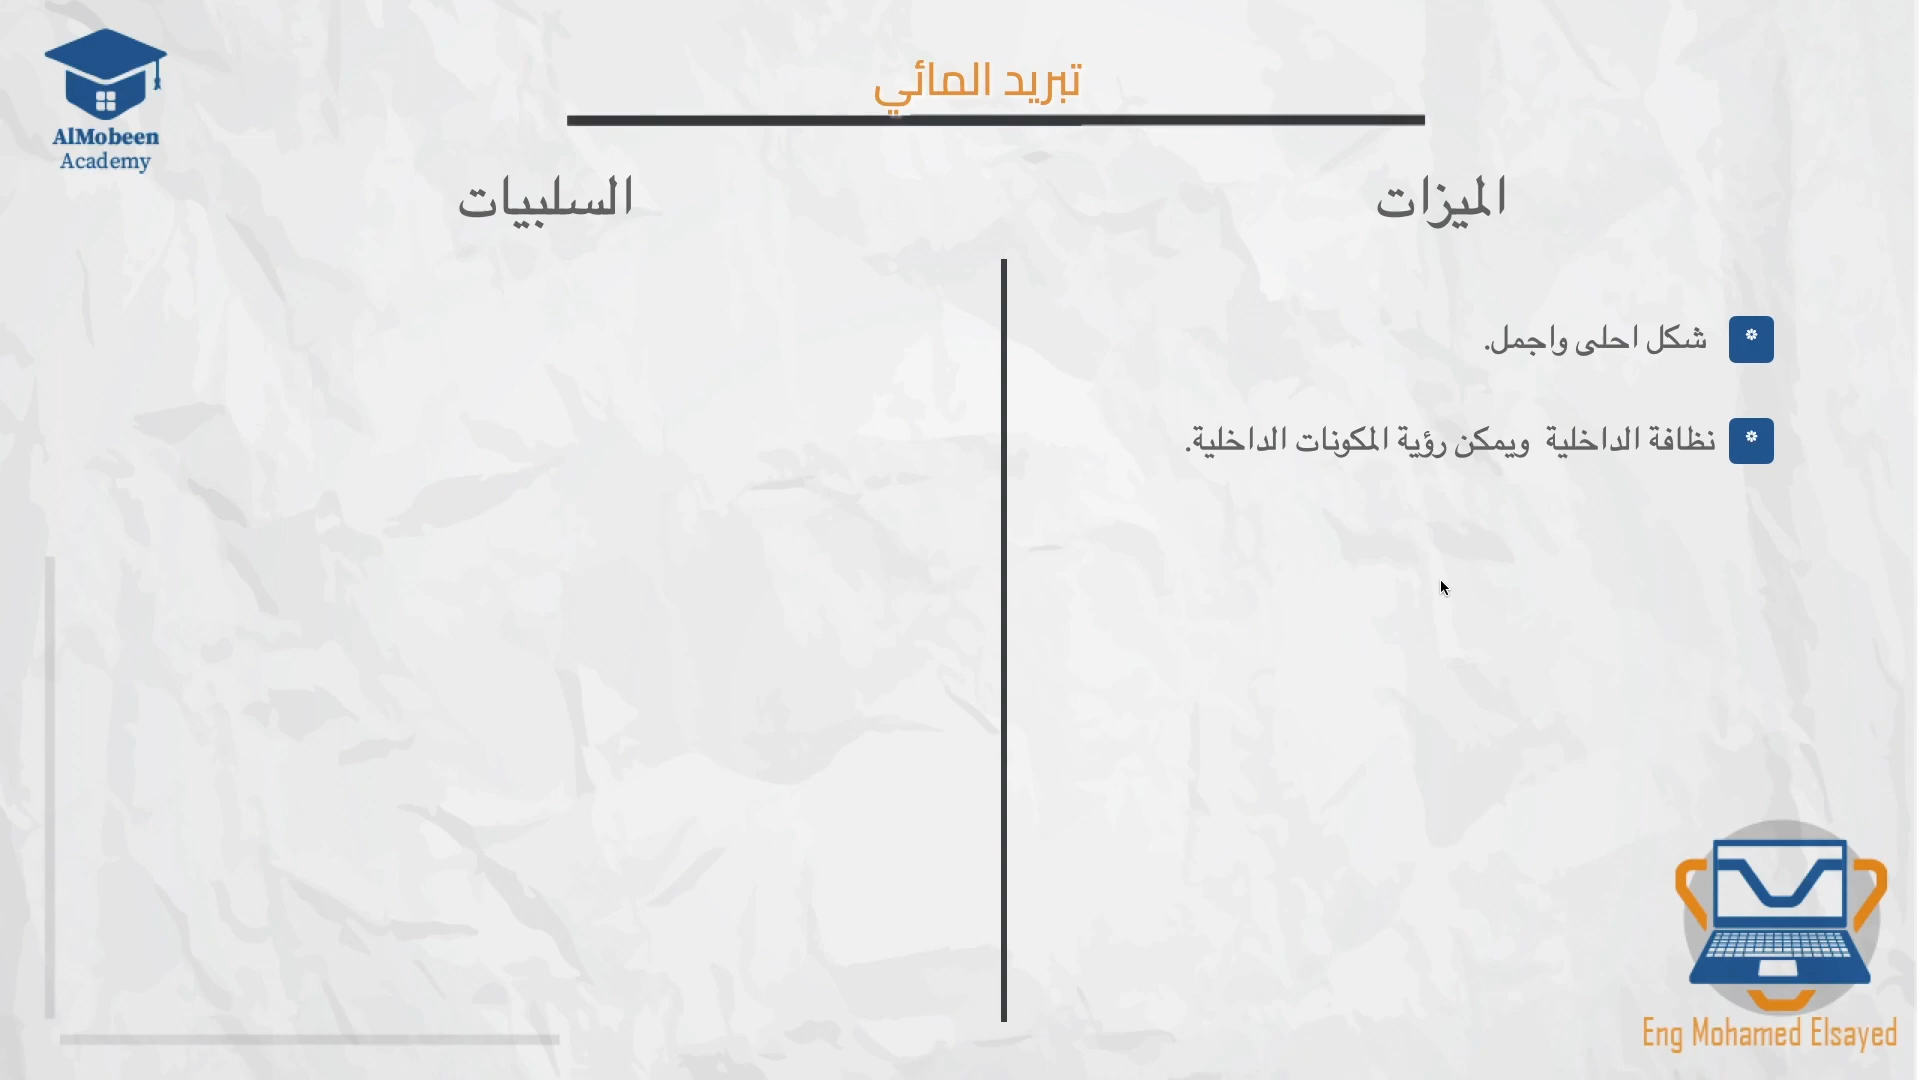 AlMobeen
Academy
تبريد المائي
الميزات
السلبيات
شكل احلى واجمل.
نظافة الداخلية ويمكن رؤية المكونات الداخلية.
Eng Mohamed Elsayed